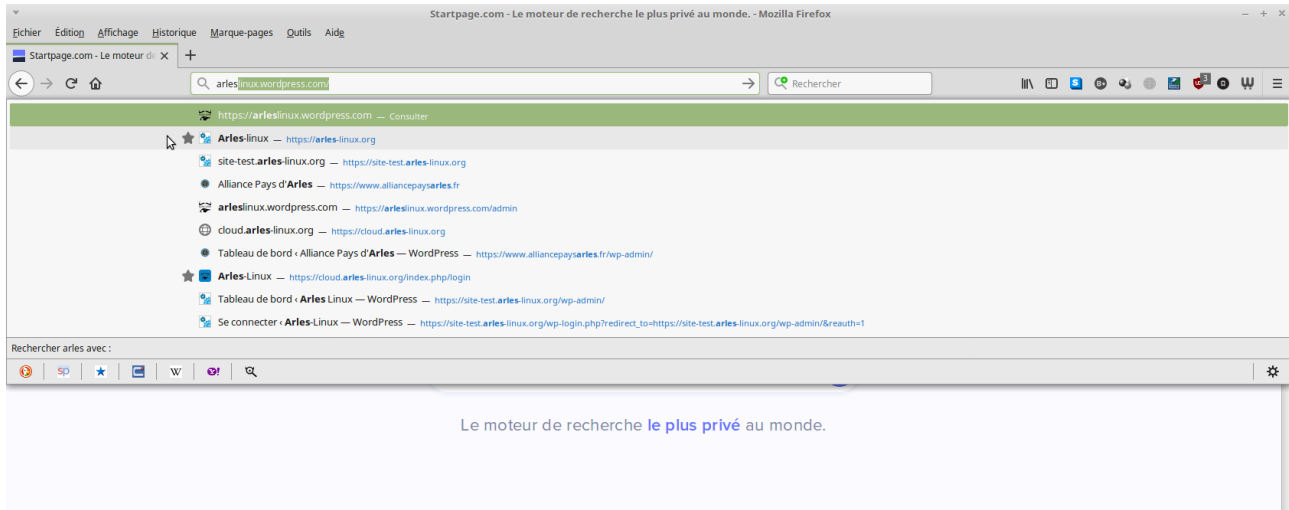 Startpage.com - Le moteur de recherche le plus privé au monde. - Mozilla Firefox
Fichier Édition Affichage Historique Marque-pages Outils Aide
Startpage.com - Le moteur de
arleslinux.wordpress.com/ Rechercher 3
https://arleslinux.wordpress.com — Consulter
Arles-linux — https://arles-linux.org
site-test.arles-linux.org — https://site-test.arles-linux.org
Alliance Pays d'Arles — https://www.alliancepaysarles.fr
arleslinux.wordpress.com — https://arleslinux.wordpress.com/admin
cloud.arles-linux.org — https://cloud.arles-linux.org
Tableau de bord ‹ Alliance Pays d'Arles — WordPress — https://www.alliancepaysarles.fr/wp-admin/
Arles-Linux — https://cloud.arles-linux.org/index.php/login
Tableau de bord ‹ Arles Linux — WordPress — https://site-test.arles-linux.org/wp-admin/
Se connecter ‹ Arles-Linux — WordPress — https://site-test.arles-linux.org/wp-login.php?redirect_to=https://site-test.arles-linux.org/wp-admin/&reauth=1
Rechercher arles avec :
sp W
Le moteur de recherche le plus privé au monde.